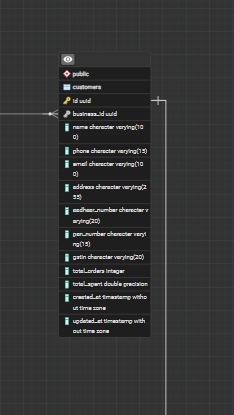 public
customers
id uuid
business_id uuid
name character varying(10
0)
phone character varying(15)
email character varying(10
0)
address character varying(2
55)
aadhaar_number character v
arying(20)
pan_number character varyi
ng(15)
gstin character varying(20)
total_orders integer
total_spent double precision
created_at timestamp witho
ut time zone
updated_at timestamp with
out time zone